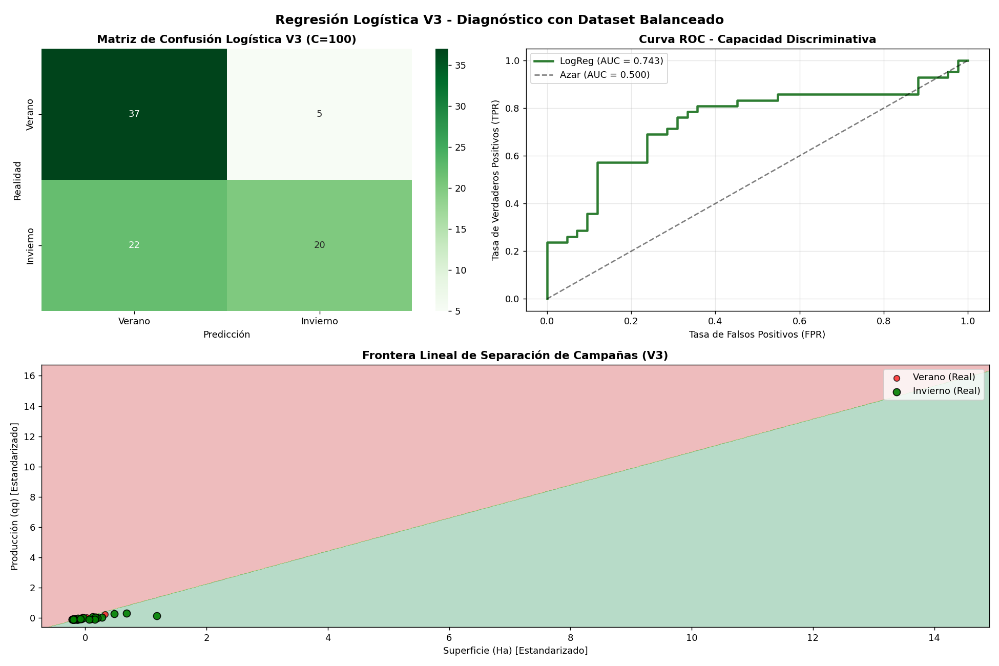 Regresión Logística V3 - Diagnóstico con Dataset Balanceado
Matriz de Confusión Logística V3 (C=100)
Realidad
Verano
Invierno
37
5
22
20
Verano
Invierno
Predicción
35
30
25
20
15
10
5
Curva ROC - Capacidad Discriminativa
LogReg (AUC = 0.743)
Azar (AUC = 0.500)
Tasa de Verdaderos Positivos (TPR)
1.0
0.8
0.6
0.4
0.2
0.0
0.0
0.2
0.4
0.6
0.8
1.0
Tasa de Falsos Positivos (FPR)
Frontera Lineal de Separación de Campañas (V3)
Verano (Real)
Invierno (Real)
Producción (qq) [Estandarizado]
16
14
12
10
8
6
4
2
0
0
2
4
6
8
10
12
14
Superficie (Ha) [Estandarizado]